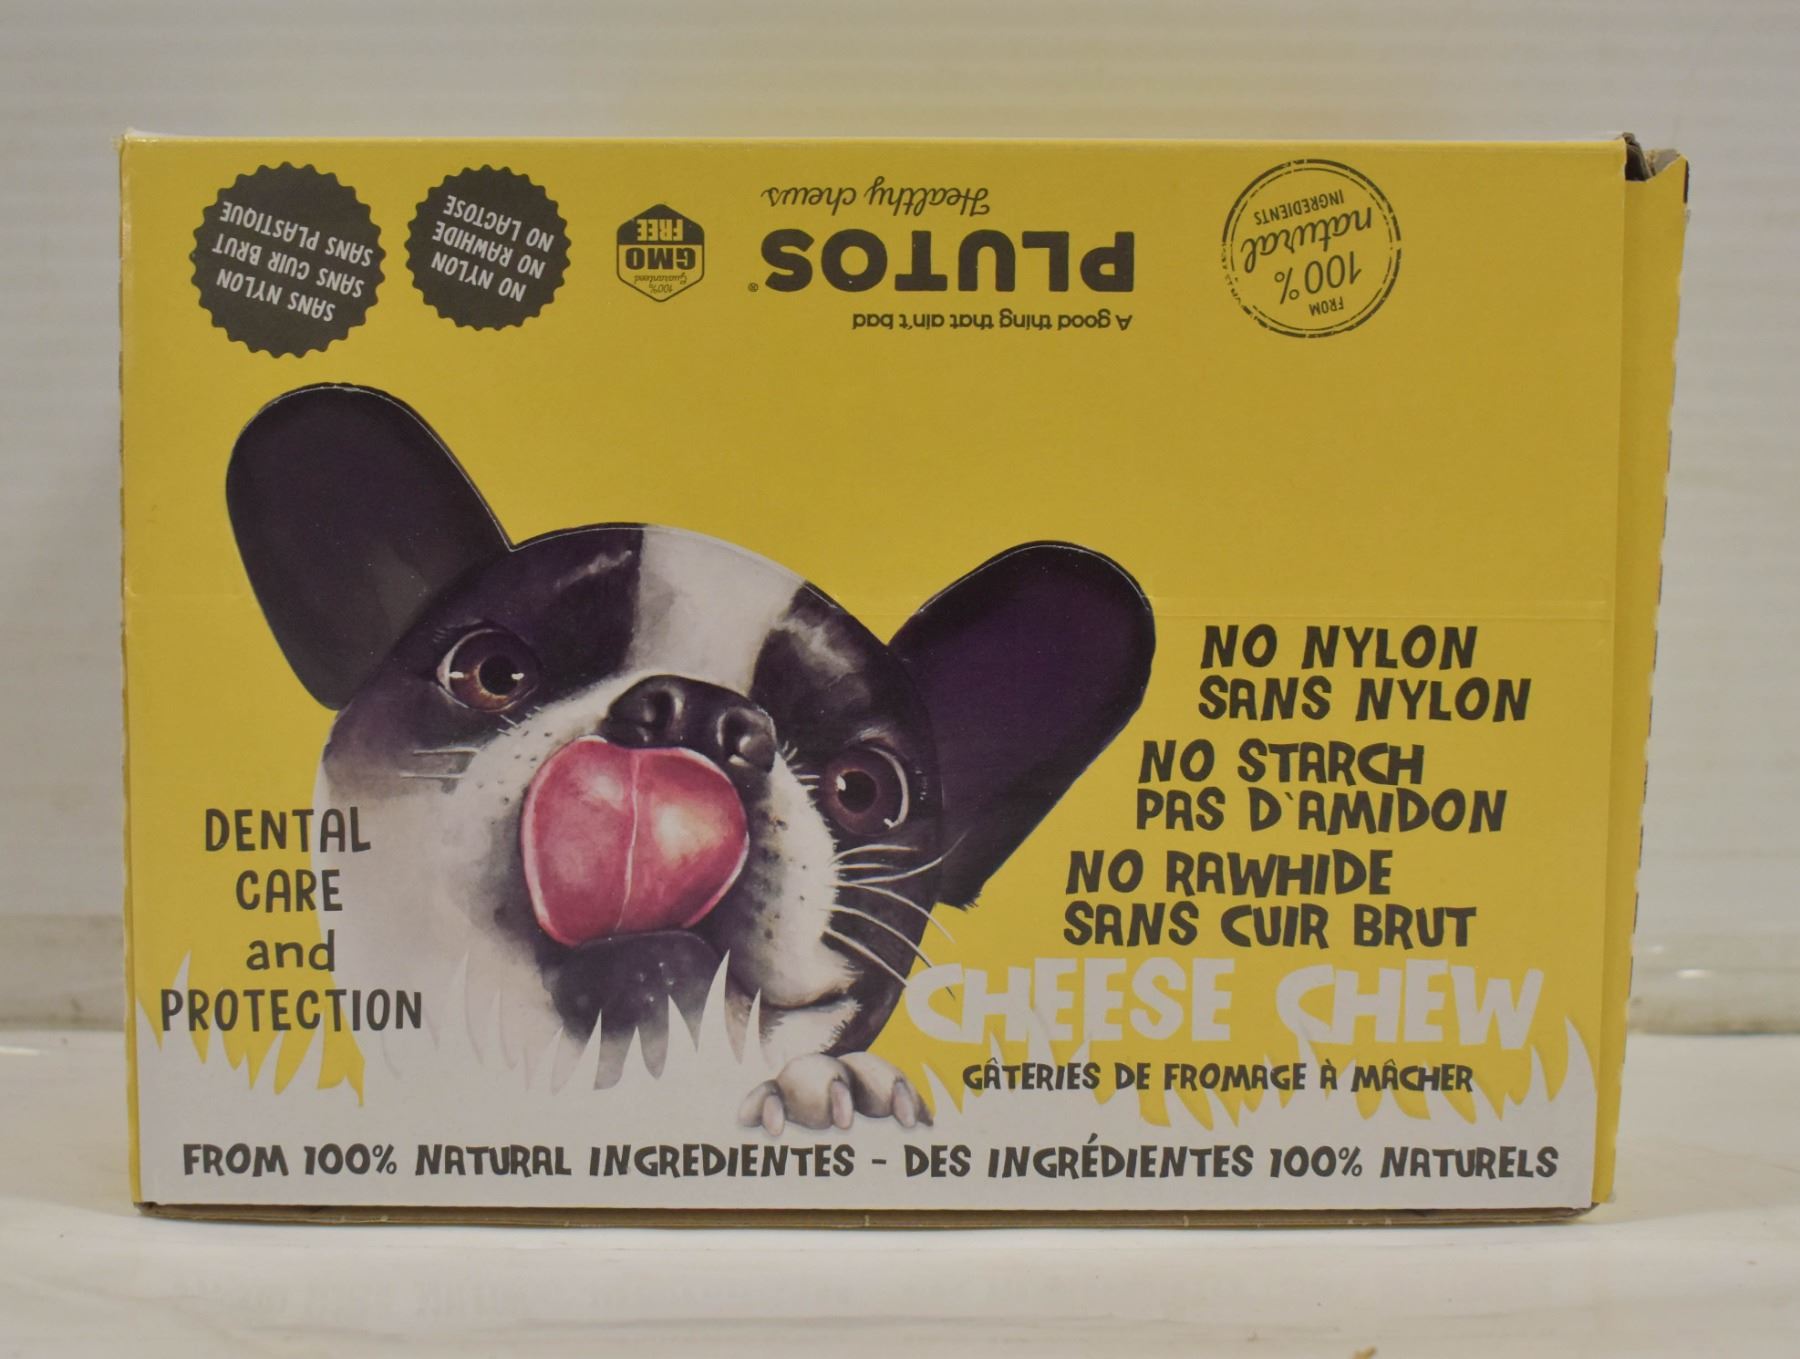 SANS NYLON
SANS CUIR BRUT
SANS PLASTIQUE
NO NYLON
NO RAWHIDE
NO LACTOSE
100%
Guaranteed
GMO
FREE
A good thing that ain't bad
PLUTOS®
Healthy chews
FROM
100%
natural
INGREDIENTS
NO NYLON
SANS NYLON
NO STARCH
PAS D`AMIDON
NO RAWHIDE
SANS CUIR BRUT
DENTAL
CARE
and
PROTECTION
CHEESE CHEW
GÂTERIES DE FROMAGE À MÂCHER
FROM 100% NATURAL INGREDIENTES - DES INGRÉDIENTES 100% NATURELS